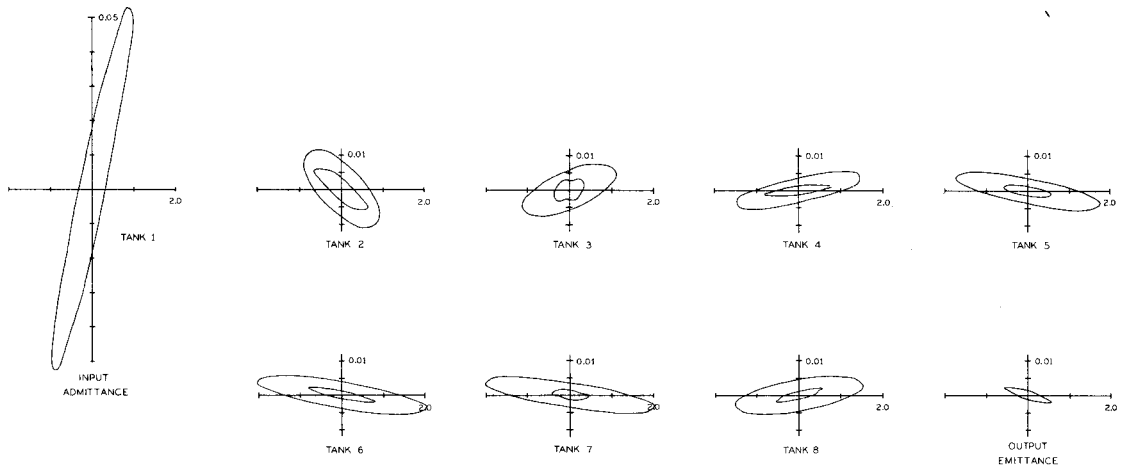 0.05
2.0
TANK 1
INPUT
ADMITTANCE
0.01
2.0
TANK 2
0.01
2.0
TANK 3
0.01
2.0
TANK 4
0.01
2.0
TANK 5
0.01
2.0
TANK 6
0.01
2.0
TANK 7
0.01
2.0
TANK 8
0.01
2.0
OUTPUT
EMITTANCE